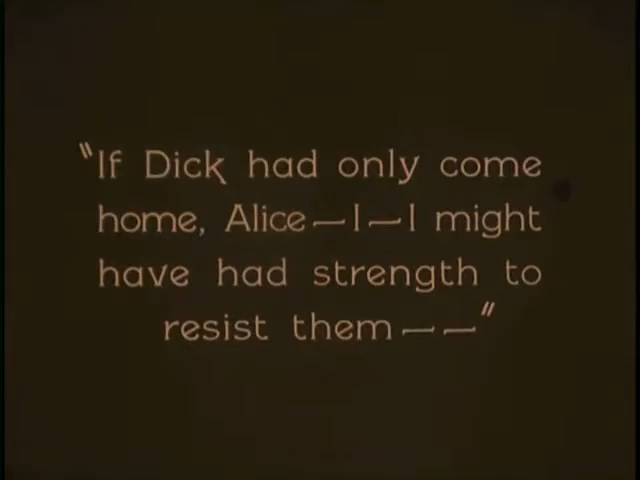 "If Dick had only come
home, Alice—I—I might
have had strength to
resist them — —"